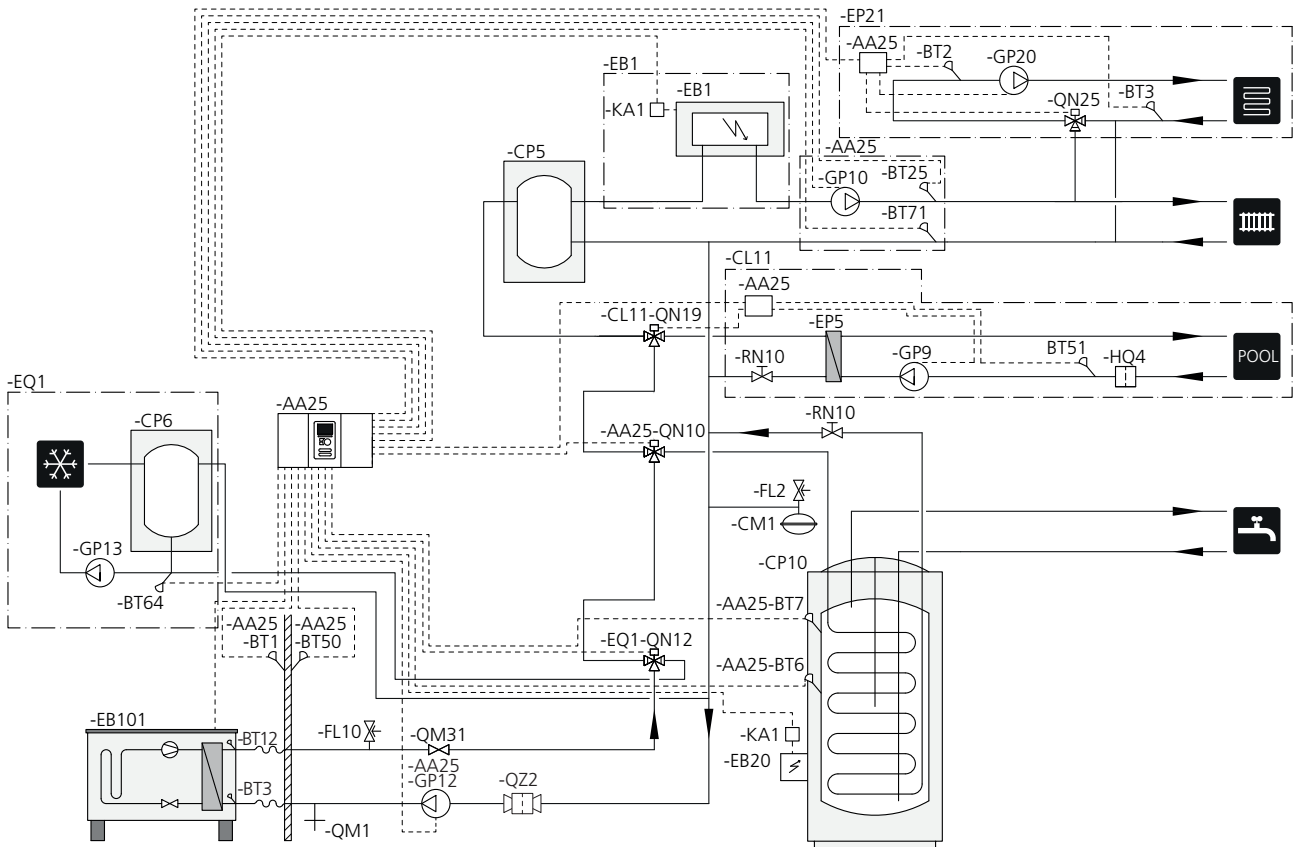 -EP21
-AA25
-BT2
-GP20
-BT3
-QN25
-EB1
-EB1
-KA1
-CP5
-AA25
-GP10
-BT25
-BT71
-CL11
-AA25
-CL11-QN19
-EP5
-RN10
-GP9
BT51
-HQ4
POOL
-EQ1
-CP6
-AA25
-AA25-QN10
-RN10
-FL2
-CM1
-GP13
-BT64
-CP10
-AA25 -AA25
-BT1 -BT50
-AA25-BT7
-EQ1-QN12
-AA25-BT6
-EB101
-BT12
-FL10
-QM31
-KA1
-EB20
-AA25
-GP12
-QZ2
-BT3
-QM1